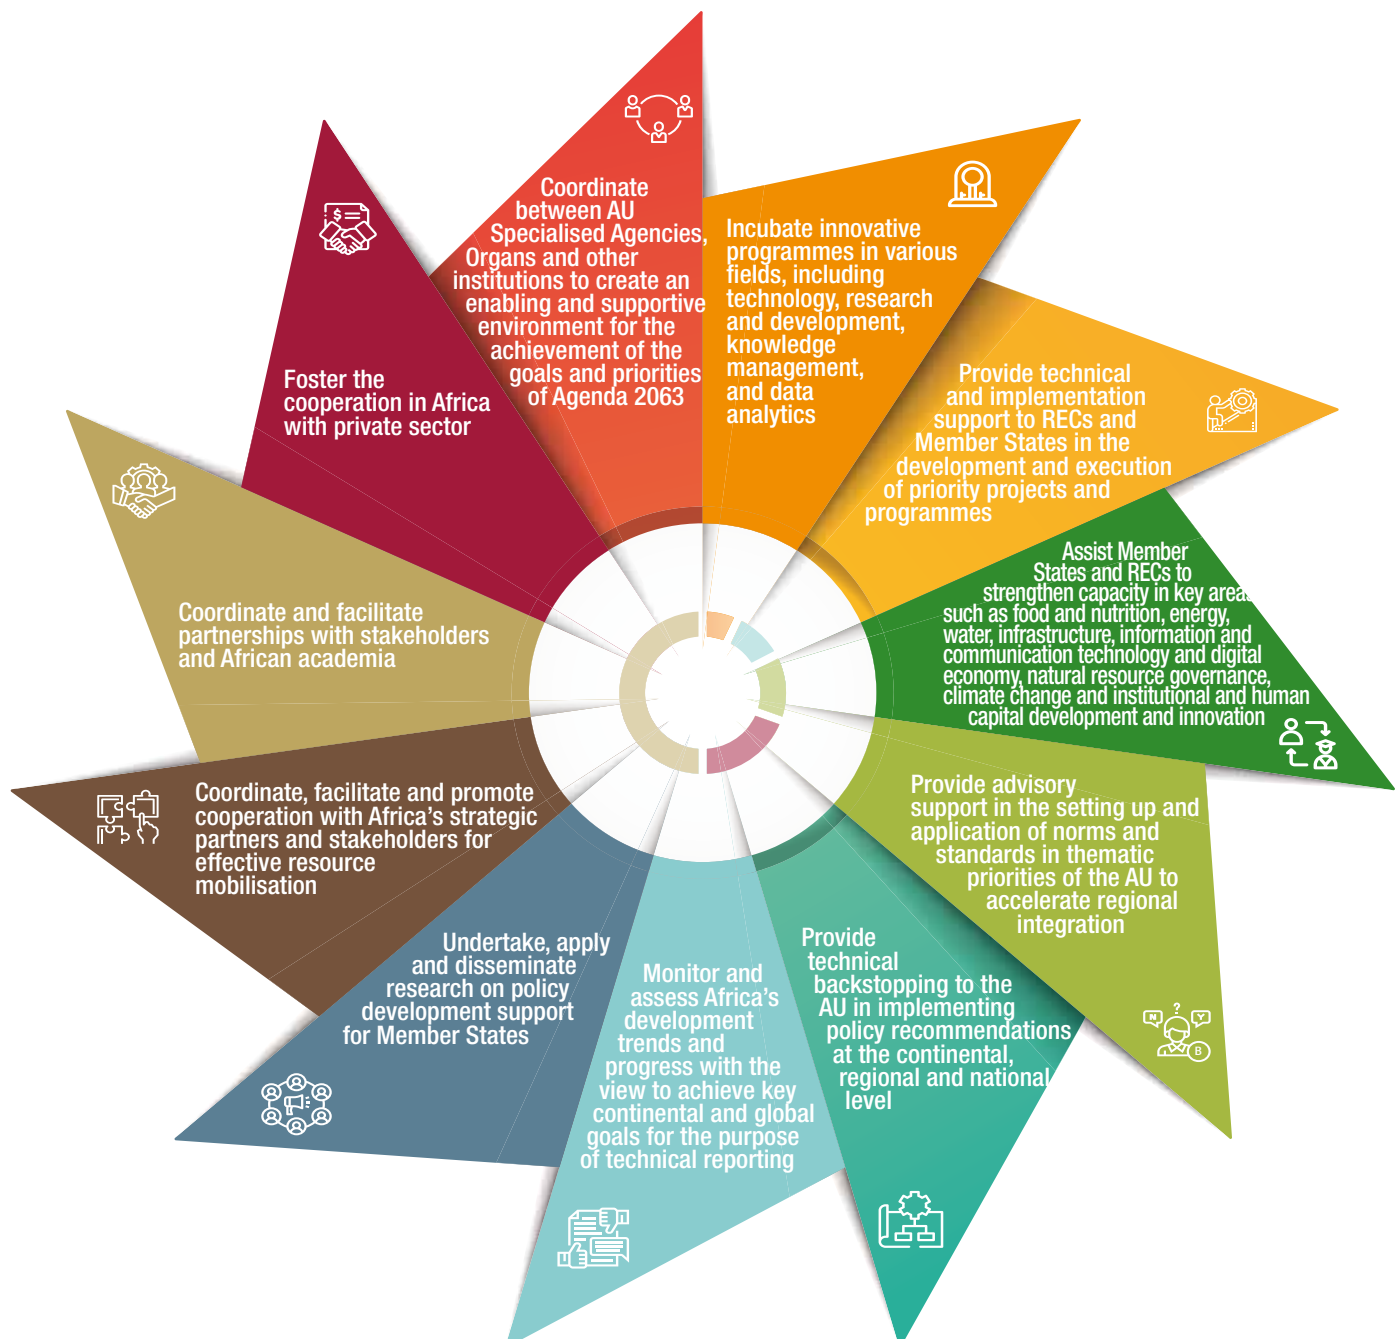 Coordinate
between AU
Specialised Agencies,
Organs and other
institutions to create an
enabling and supportive
environment for the
achievement of the
goals and priorities
of Agenda 2063
Incubate innovative
programmes in various
fields, including
technology, research
and development,
knowledge
management,
and data
analytics
Provide technical
and implementation
support to RECs and
Member States in the
development and execution
of priority projects and
programmes
Assist Member
States and RECs to
strengthen capacity in key areas
such as food and nutrition, energy,
water, infrastructure, information and
communication technology and digital
economy, natural resource governance,
climate change and institutional and human
capital development and innovation
Provide advisory
support in the setting up and
application of norms and
standards in thematic
priorities of the AU to
accelerate regional
integration
?
N Y
B
Provide
technical
backstopping to the
AU in implementing
policy recommendations
at the continental,
regional and national
level
Monitor and
assess Africa's
development
trends and
progress with the
view to achieve key
continental and global
goals for the purpose
of technical reporting
Undertake, apply
and disseminate
research on policy
development support
for Member States
Coordinate, facilitate and promote
cooperation with Africa's strategic
partners and stakeholders for
effective resource
mobilisation
Coordinate and facilitate
partnerships with stakeholders
and African academia
$
Foster the
cooperation in Africa
with private sector